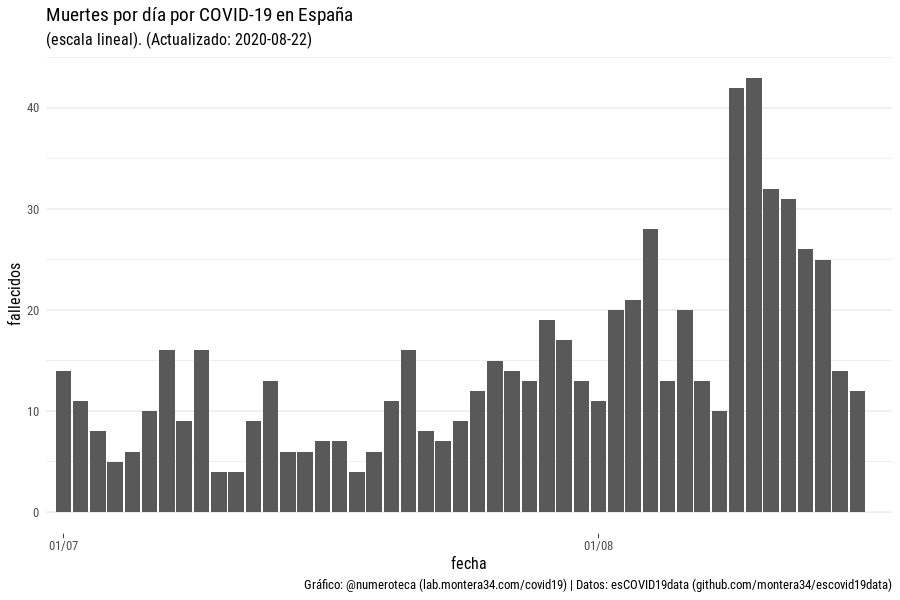 Muertes por día por COVID-19 en España
(escala lineal). (Actualizado: 2020-08-22)
40
30
20
10
0
fallecidos
01/07
01/08
fecha
Gráfico: @numeroteca (lab.montera34.com/covid19) | Datos: esCOVID19data (github.com/montera34/escovid19data)